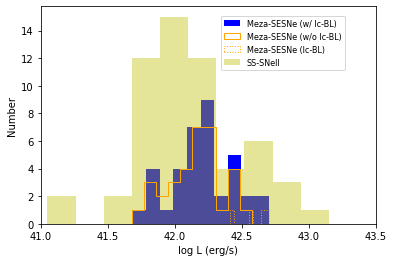 Meza-SESNe (w/ Ic-BL)
Meza-SESNe (w/o Ic-BL)
Meza-SESNe (Ic-BL)
SS-SNeII
Number
14
12
10
8
6
4
2
0
41.0 41.5 42.0 42.5 43.0 43.5
log L (erg/s)